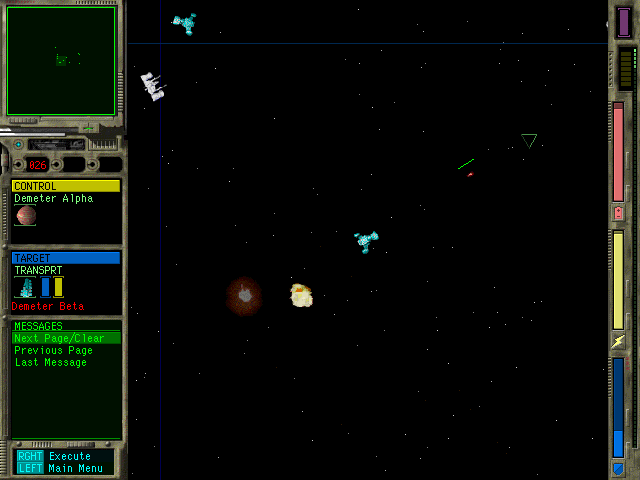 026
CONTROL
Demeter Alpha
TARGET
TRANSPRT
Demeter Beta
MESSAGES
Next Page/Clear
Previous Page
Last Message
RGHT Execute
LEFT Main Menu